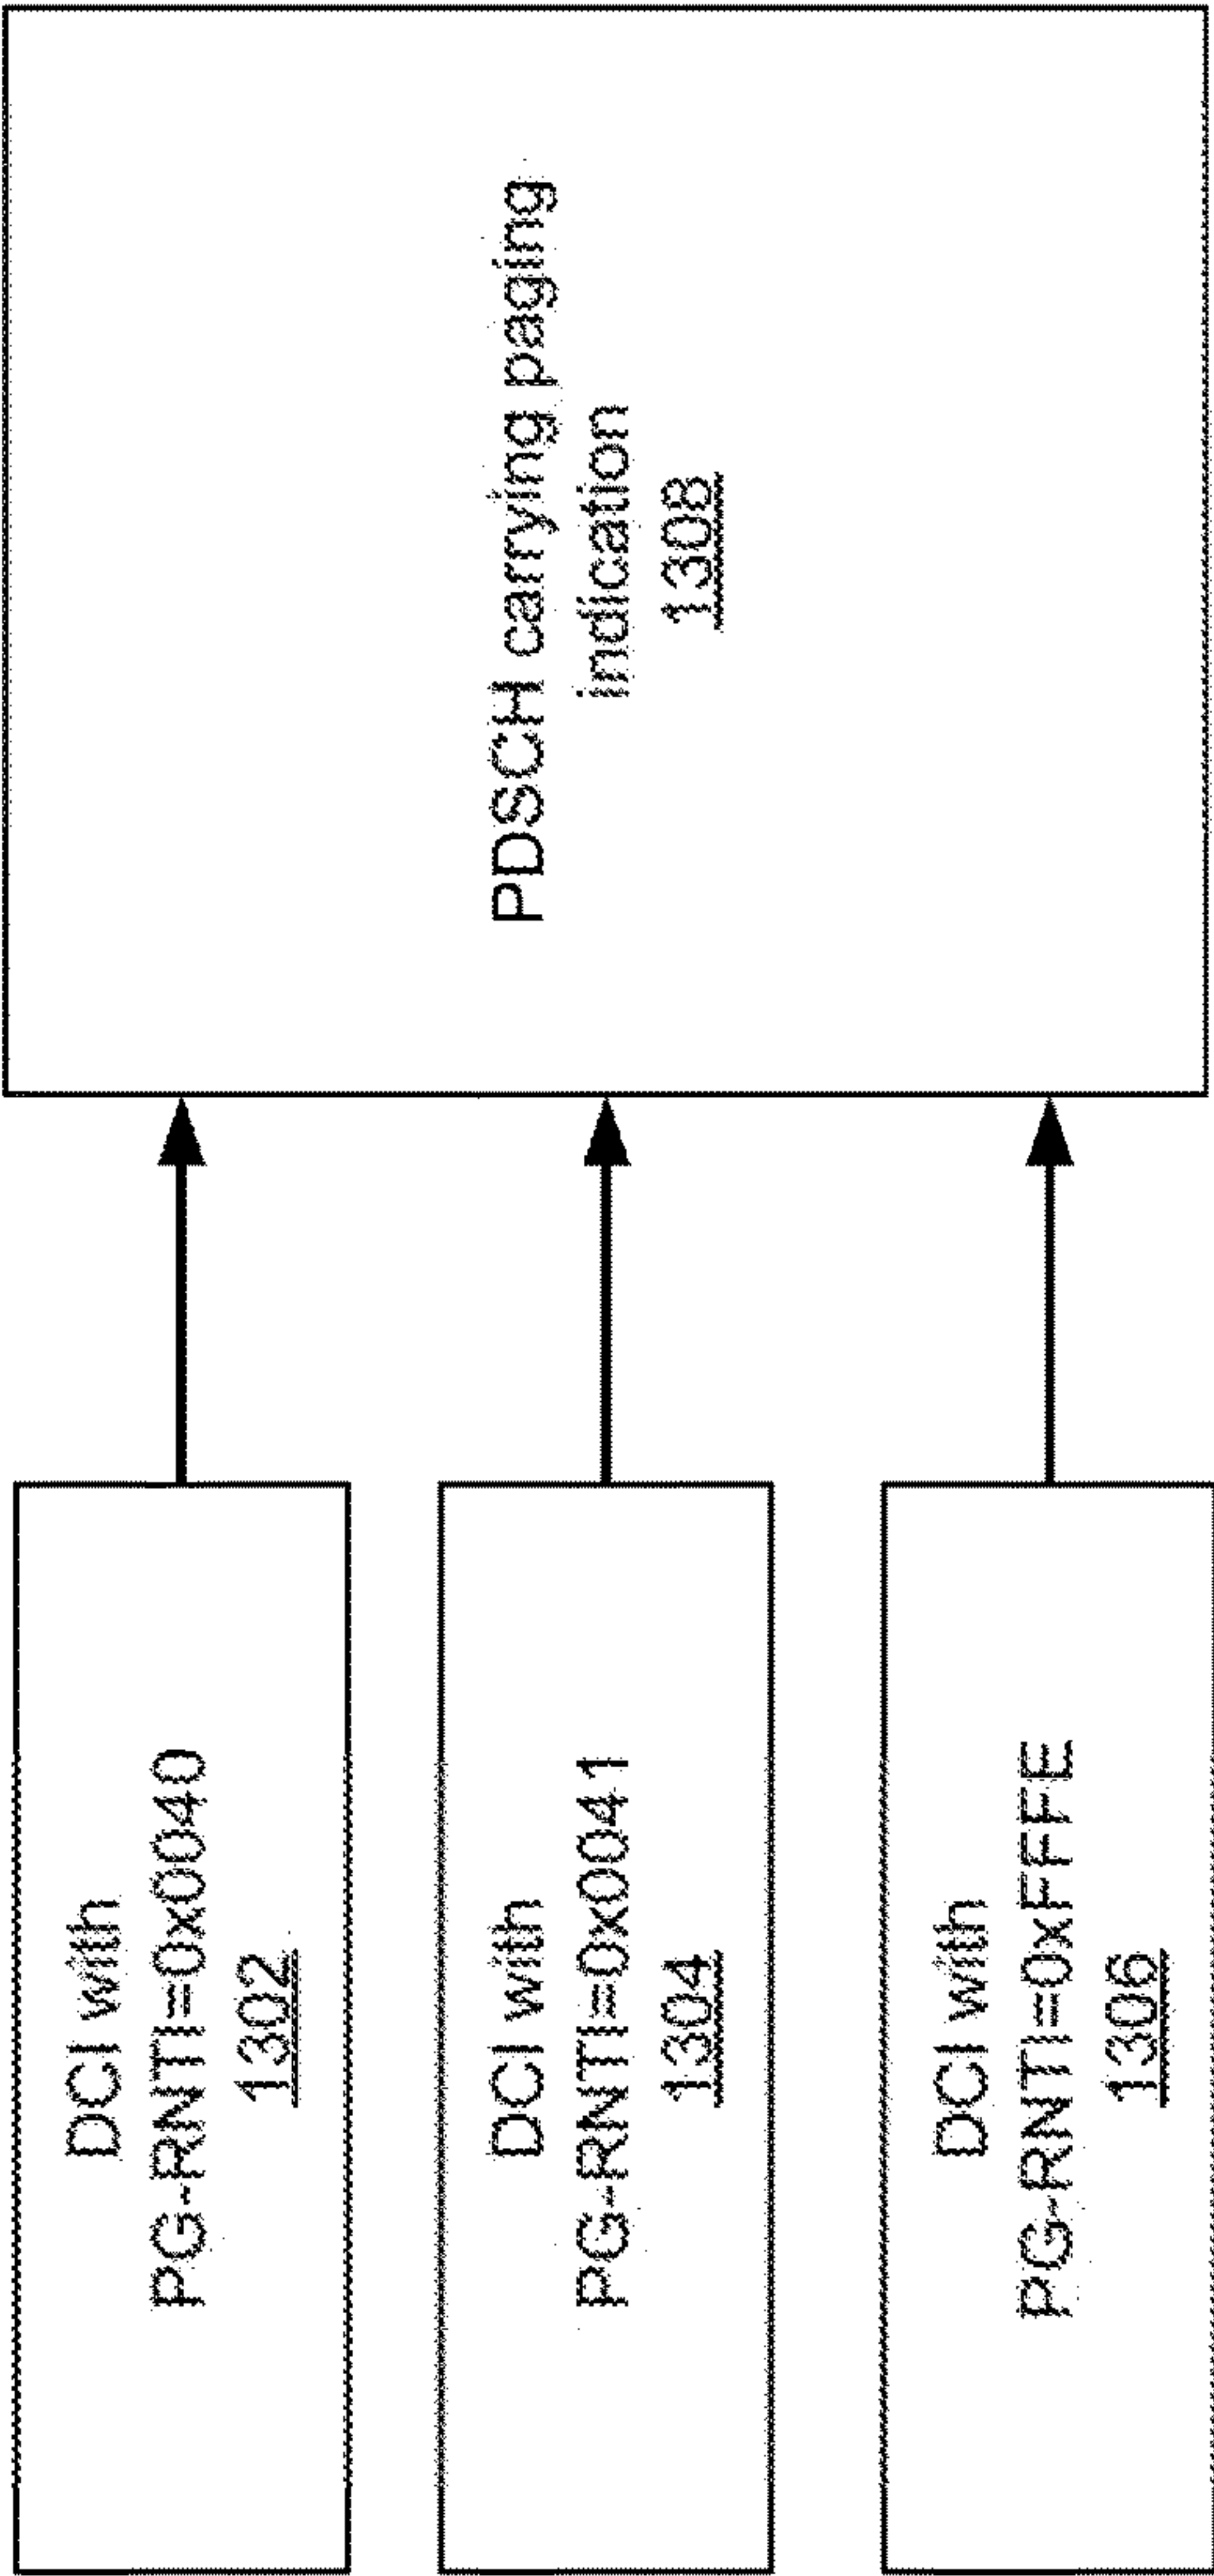 DCI with
PG-RNTI=0x0040
1302
DCI with
PG-RNTI=0x0041
1304
DCI with
PG-RNTI=0xFFFE
1306
PDSCH carrying paging
indication
1308